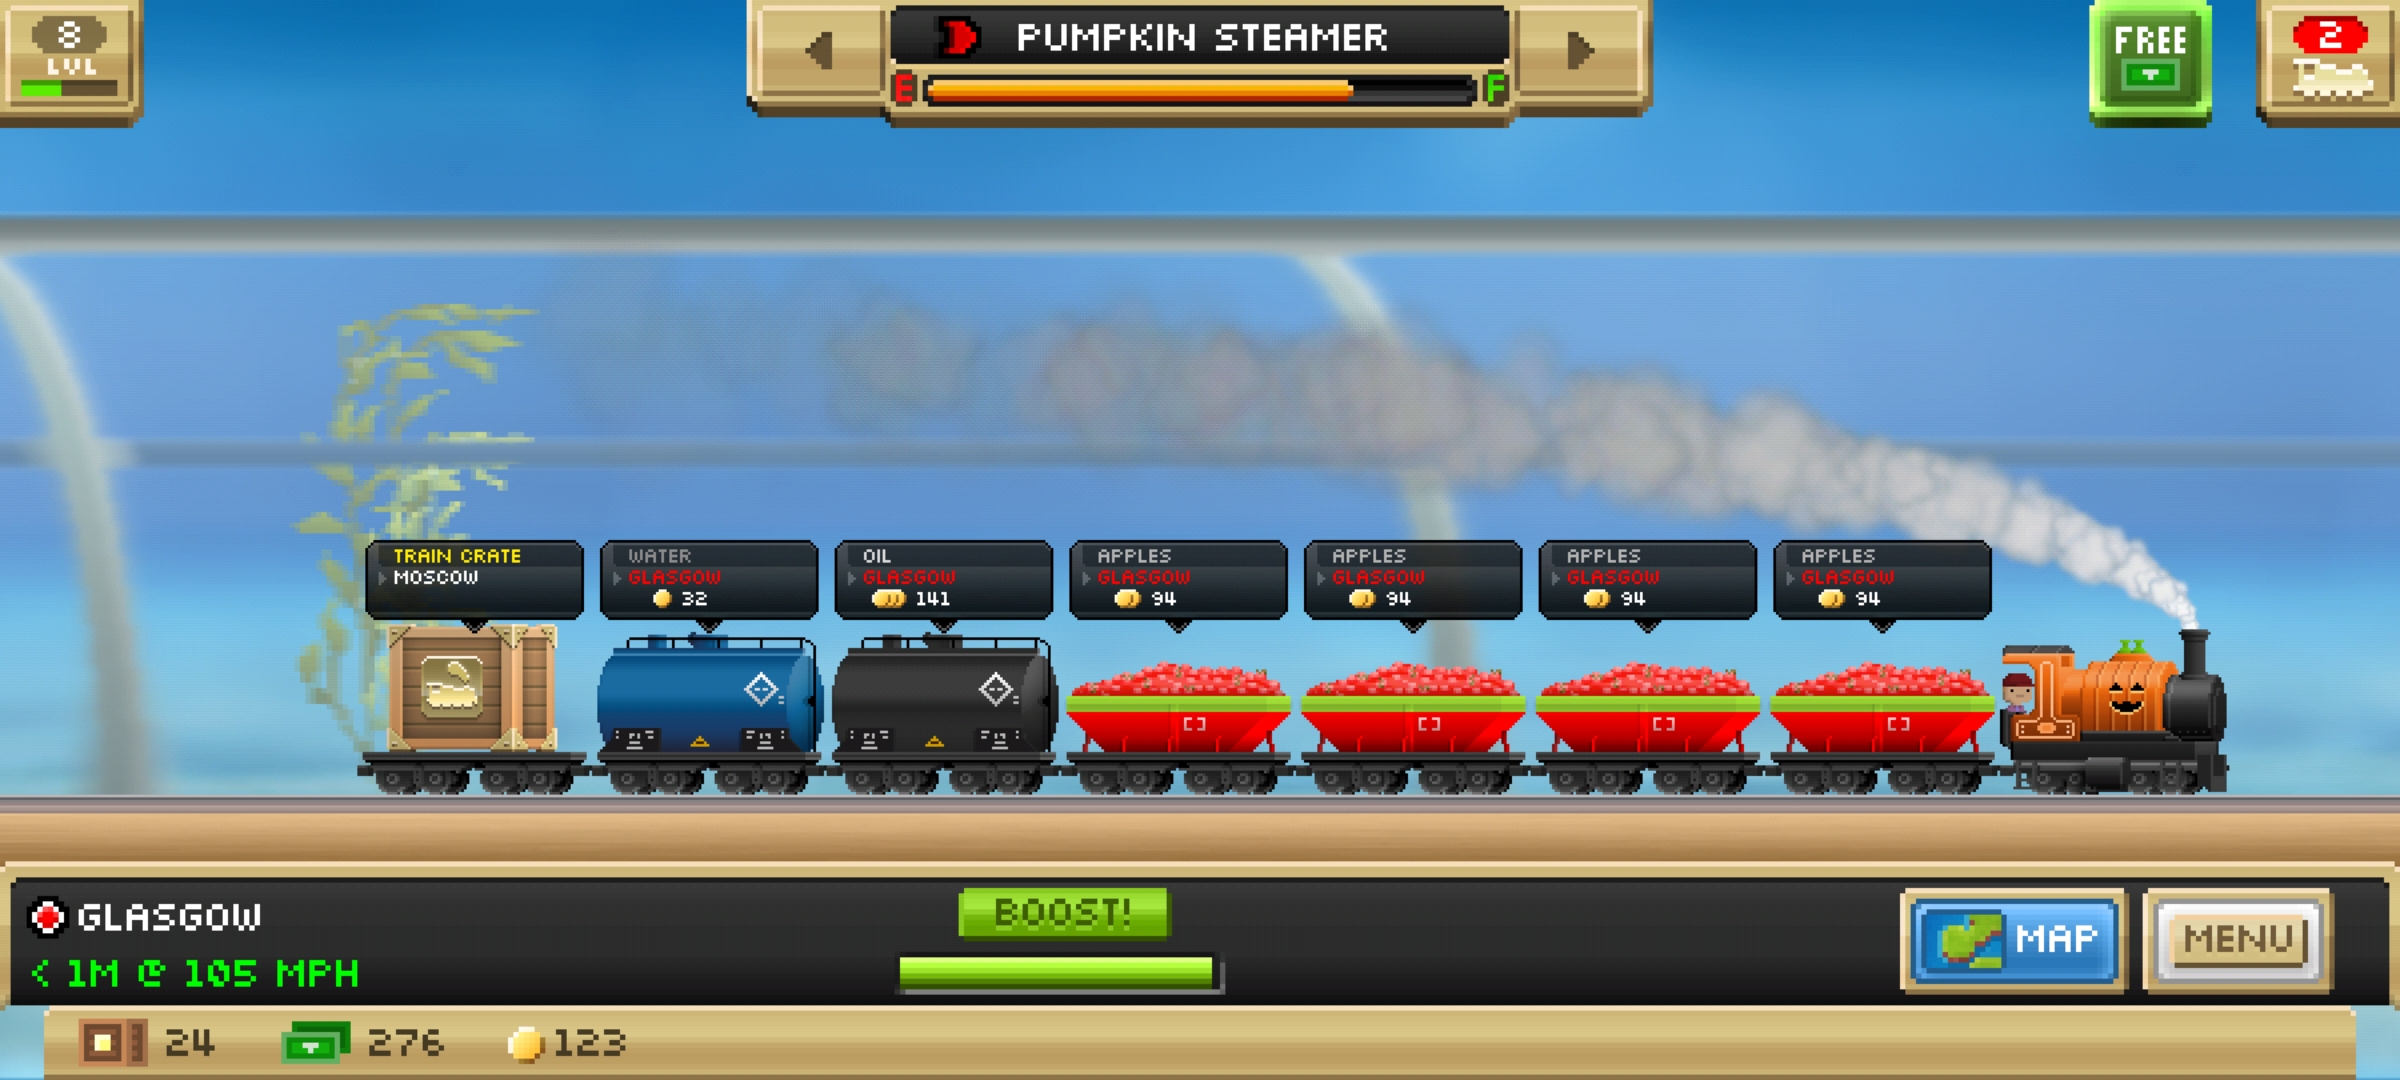 8
LVL
PUMPKIN STEAMER
E F
FREE
2
TRAIN CRATE
MOSCOW
WATER
GLASGOW
32
OIL
GLASGOW
141
APPLES
GLASGOW
94
APPLES
GLASGOW
94
APPLES
GLASGOW
94
APPLES
GLASGOW
94
GLASGOW
< 1M @ 105 MPH
BOOST!
MAP
MENU
24
276
123